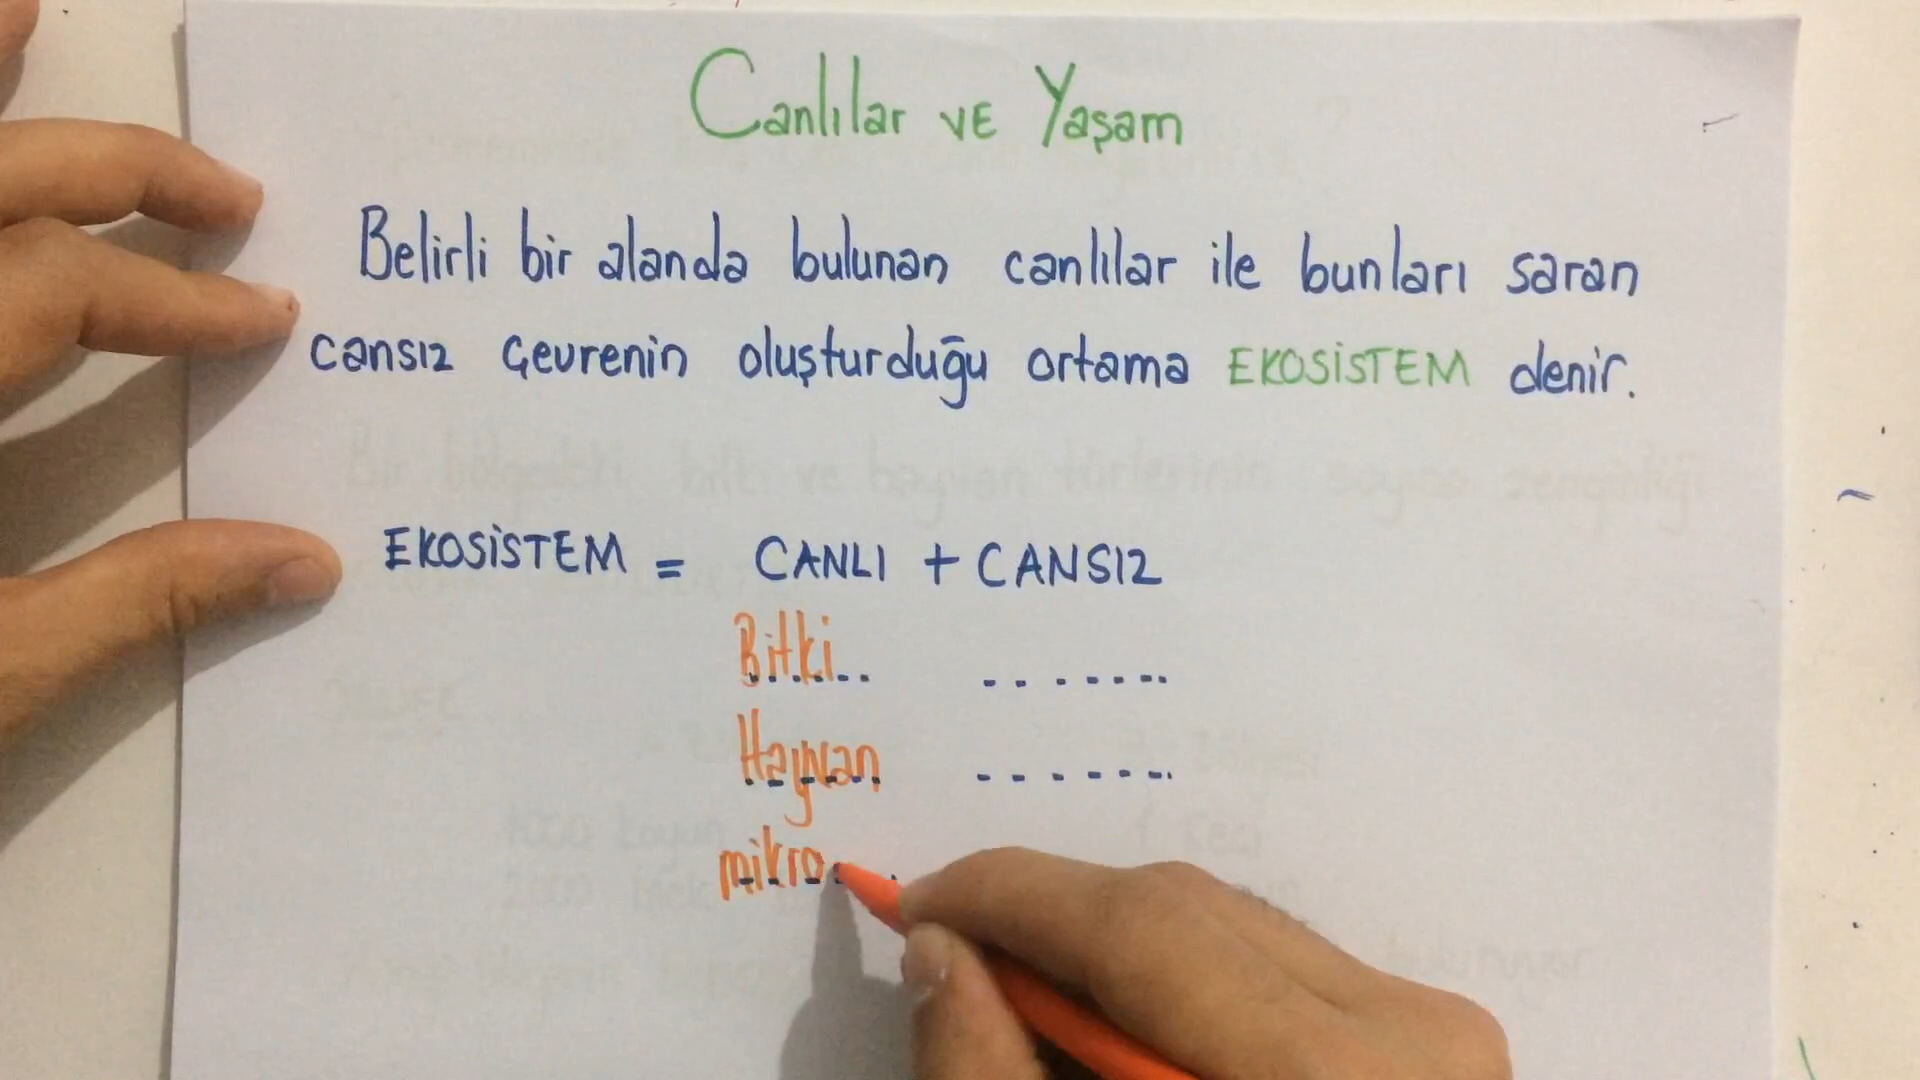 Canlılar VE Yaşam
Belirli bir alanda bulunan canlılar ile bunları saran
cansız çevrenin oluşturduğu ortama EKOSİSTEM denir.
EKOSİSTEM = CANLI + CANSIZ
Bitki.. . . . . . . .
Hayvan . . . . . . .
mikro